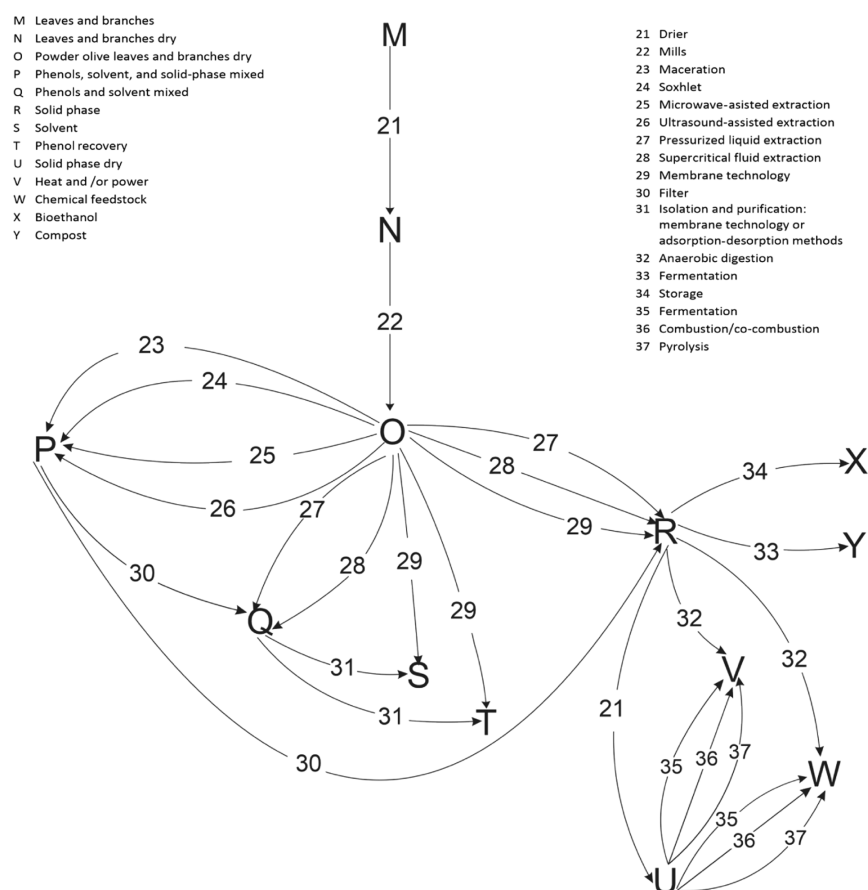 M Leaves and branches
N Leaves and branches dry
O Powder olive leaves and branches dry
P Phenols, solvent, and solid-phase mixed
Q Phenols and solvent mixed
R Solid phase
S Solvent
T Phenol recovery
U Solid phase dry
V Heat and /or power
W Chemical feedstock
X Bioethanol
Y Compost
21 Drier
22 Mills
23 Maceration
24 Soxhlet
25 Microwave-asisted extraction
26 Ultrasound-assisted extraction
27 Pressurized liquid extraction
28 Supercritical fluid extraction
29 Membrane technology
30 Filter
31 Isolation and purification:
membrane technology or
adsorption-desorption methods
32 Anaerobic digestion
33 Fermentation
34 Storage
35 Fermentation
36 Combustion/co-combustion
37 Pyrolysis
M
21
N
22
23
24
O
P
25
26
27
28
29
27
28
29
29
30
R
34
X
33
Y
32
32
Q
31
S
31
T
30
21
V
35
36
37
W
35
36
37
U